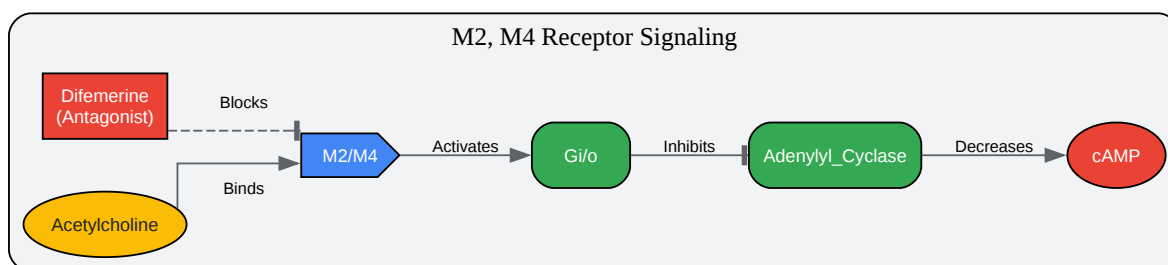 M2, M4 Receptor Signaling
Difemerine
(Antagonist)
Blocks
M2/M4
Activates
Gi/o
Inhibits
Adenylyl_Cyclase
Decreases
cAMP
Binds
Acetylcholine